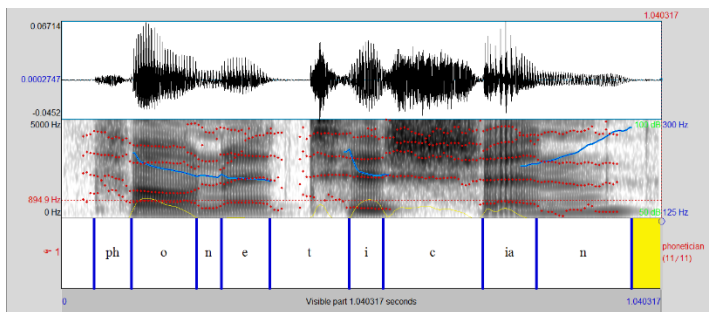 1.040317
0.06714
0.0002747
-0.0452
5000 Hz
100 dB 300 Hz
894.9 Hz
0 Hz
50 dB 125 Hz
1 ph o n e t i c ia n phonetician
(11/11)
0 Visible part 1.040317 seconds 1.040317